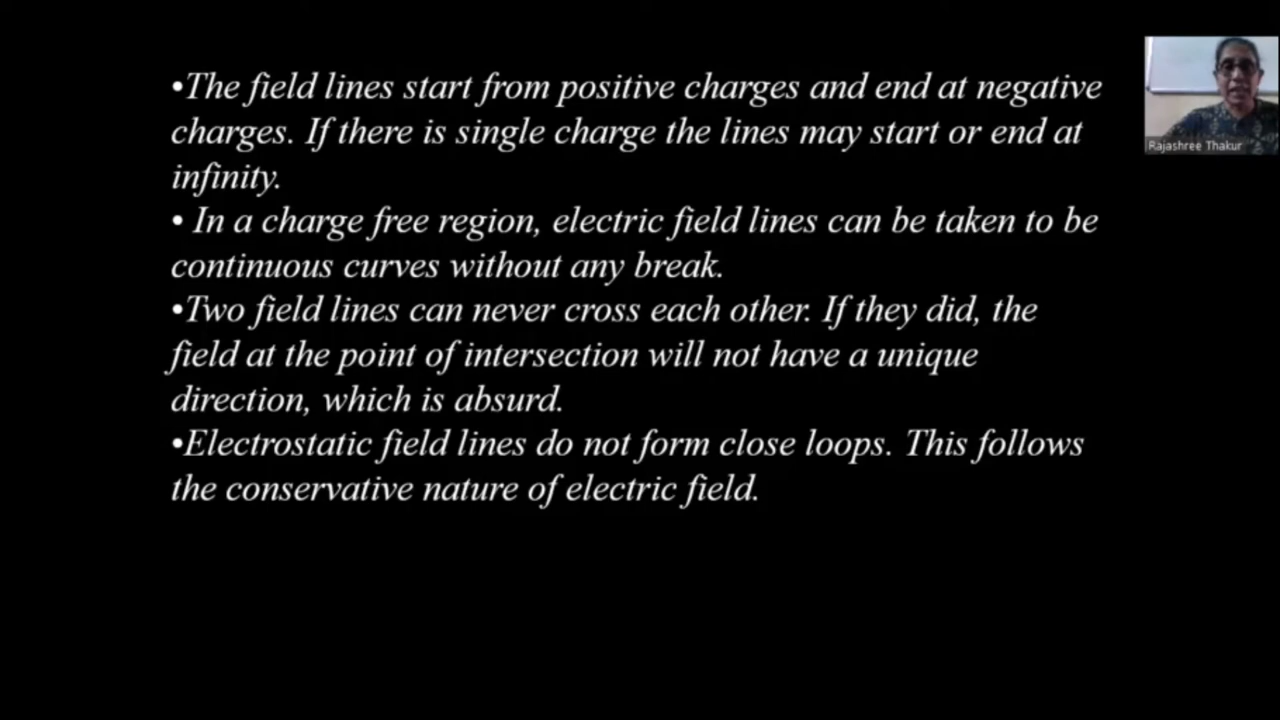 •The field lines start from positive charges and end at negative
charges. If there is single charge the lines may start or end at
infinity.
• In a charge free region, electric field lines can be taken to be
continuous curves without any break.
•Two field lines can never cross each other. If they did, the
field at the point of intersection will not have a unique
direction, which is absurd.
•Electrostatic field lines do not form close loops. This follows
the conservative nature of electric field.
Rajashree Thakur